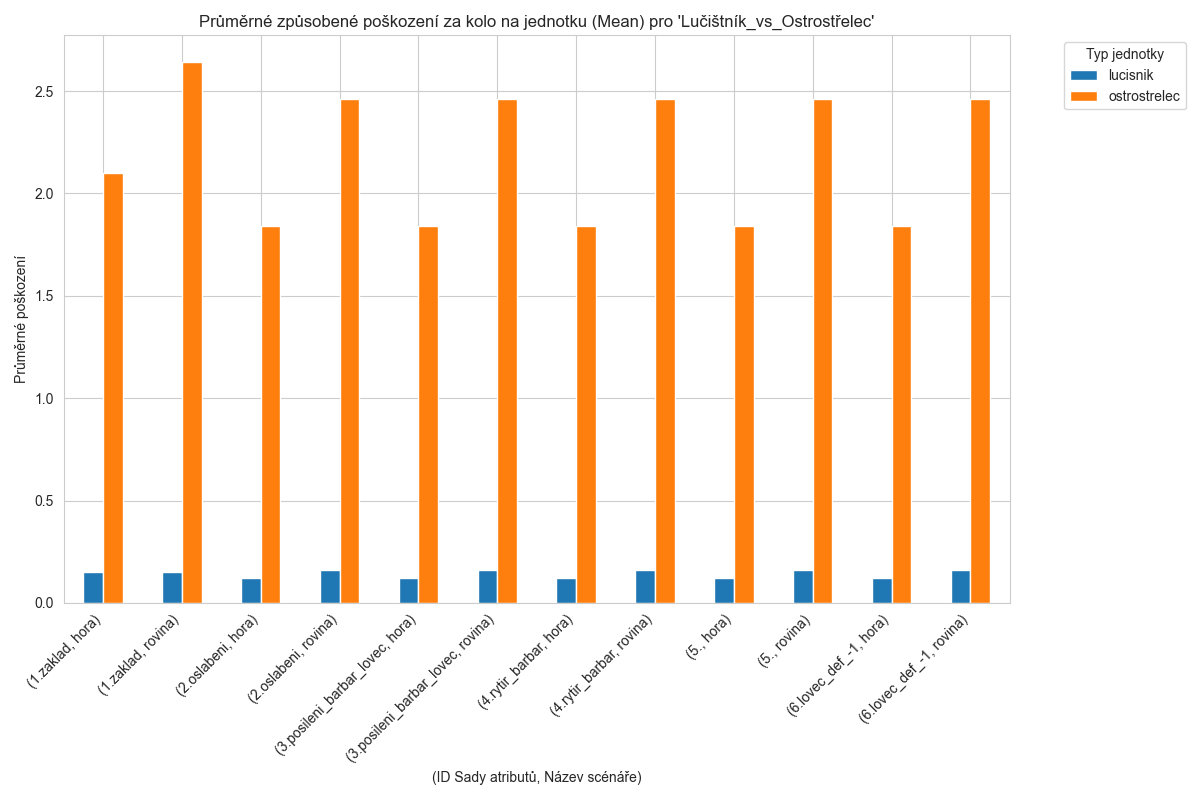 Průměrné způsobené poškození za kolo na jednotku (Mean) pro 'Lučištník_vs_Ostrostřelec'
Typ jednotky
lucisnik
ostrostrelec
Průměrné poškození
2.5
2.0
1.5
1.0
0.5
0.0
(1.zaklad, hora)
(1.zaklad, rovina)
(2.oslabeni, hora)
(2.oslabeni, rovina)
(3.posileni_barbar_lovec, hora)
(3.posileni_barbar_lovec, rovina)
(4.rytir_barbar, hora)
(4.rytir_barbar, rovina)
(5., hora)
(5., rovina)
(6.lovec_def_-1, hora)
(6.lovec_def_-1, rovina)
(ID Sady atributů, Název scénáře)